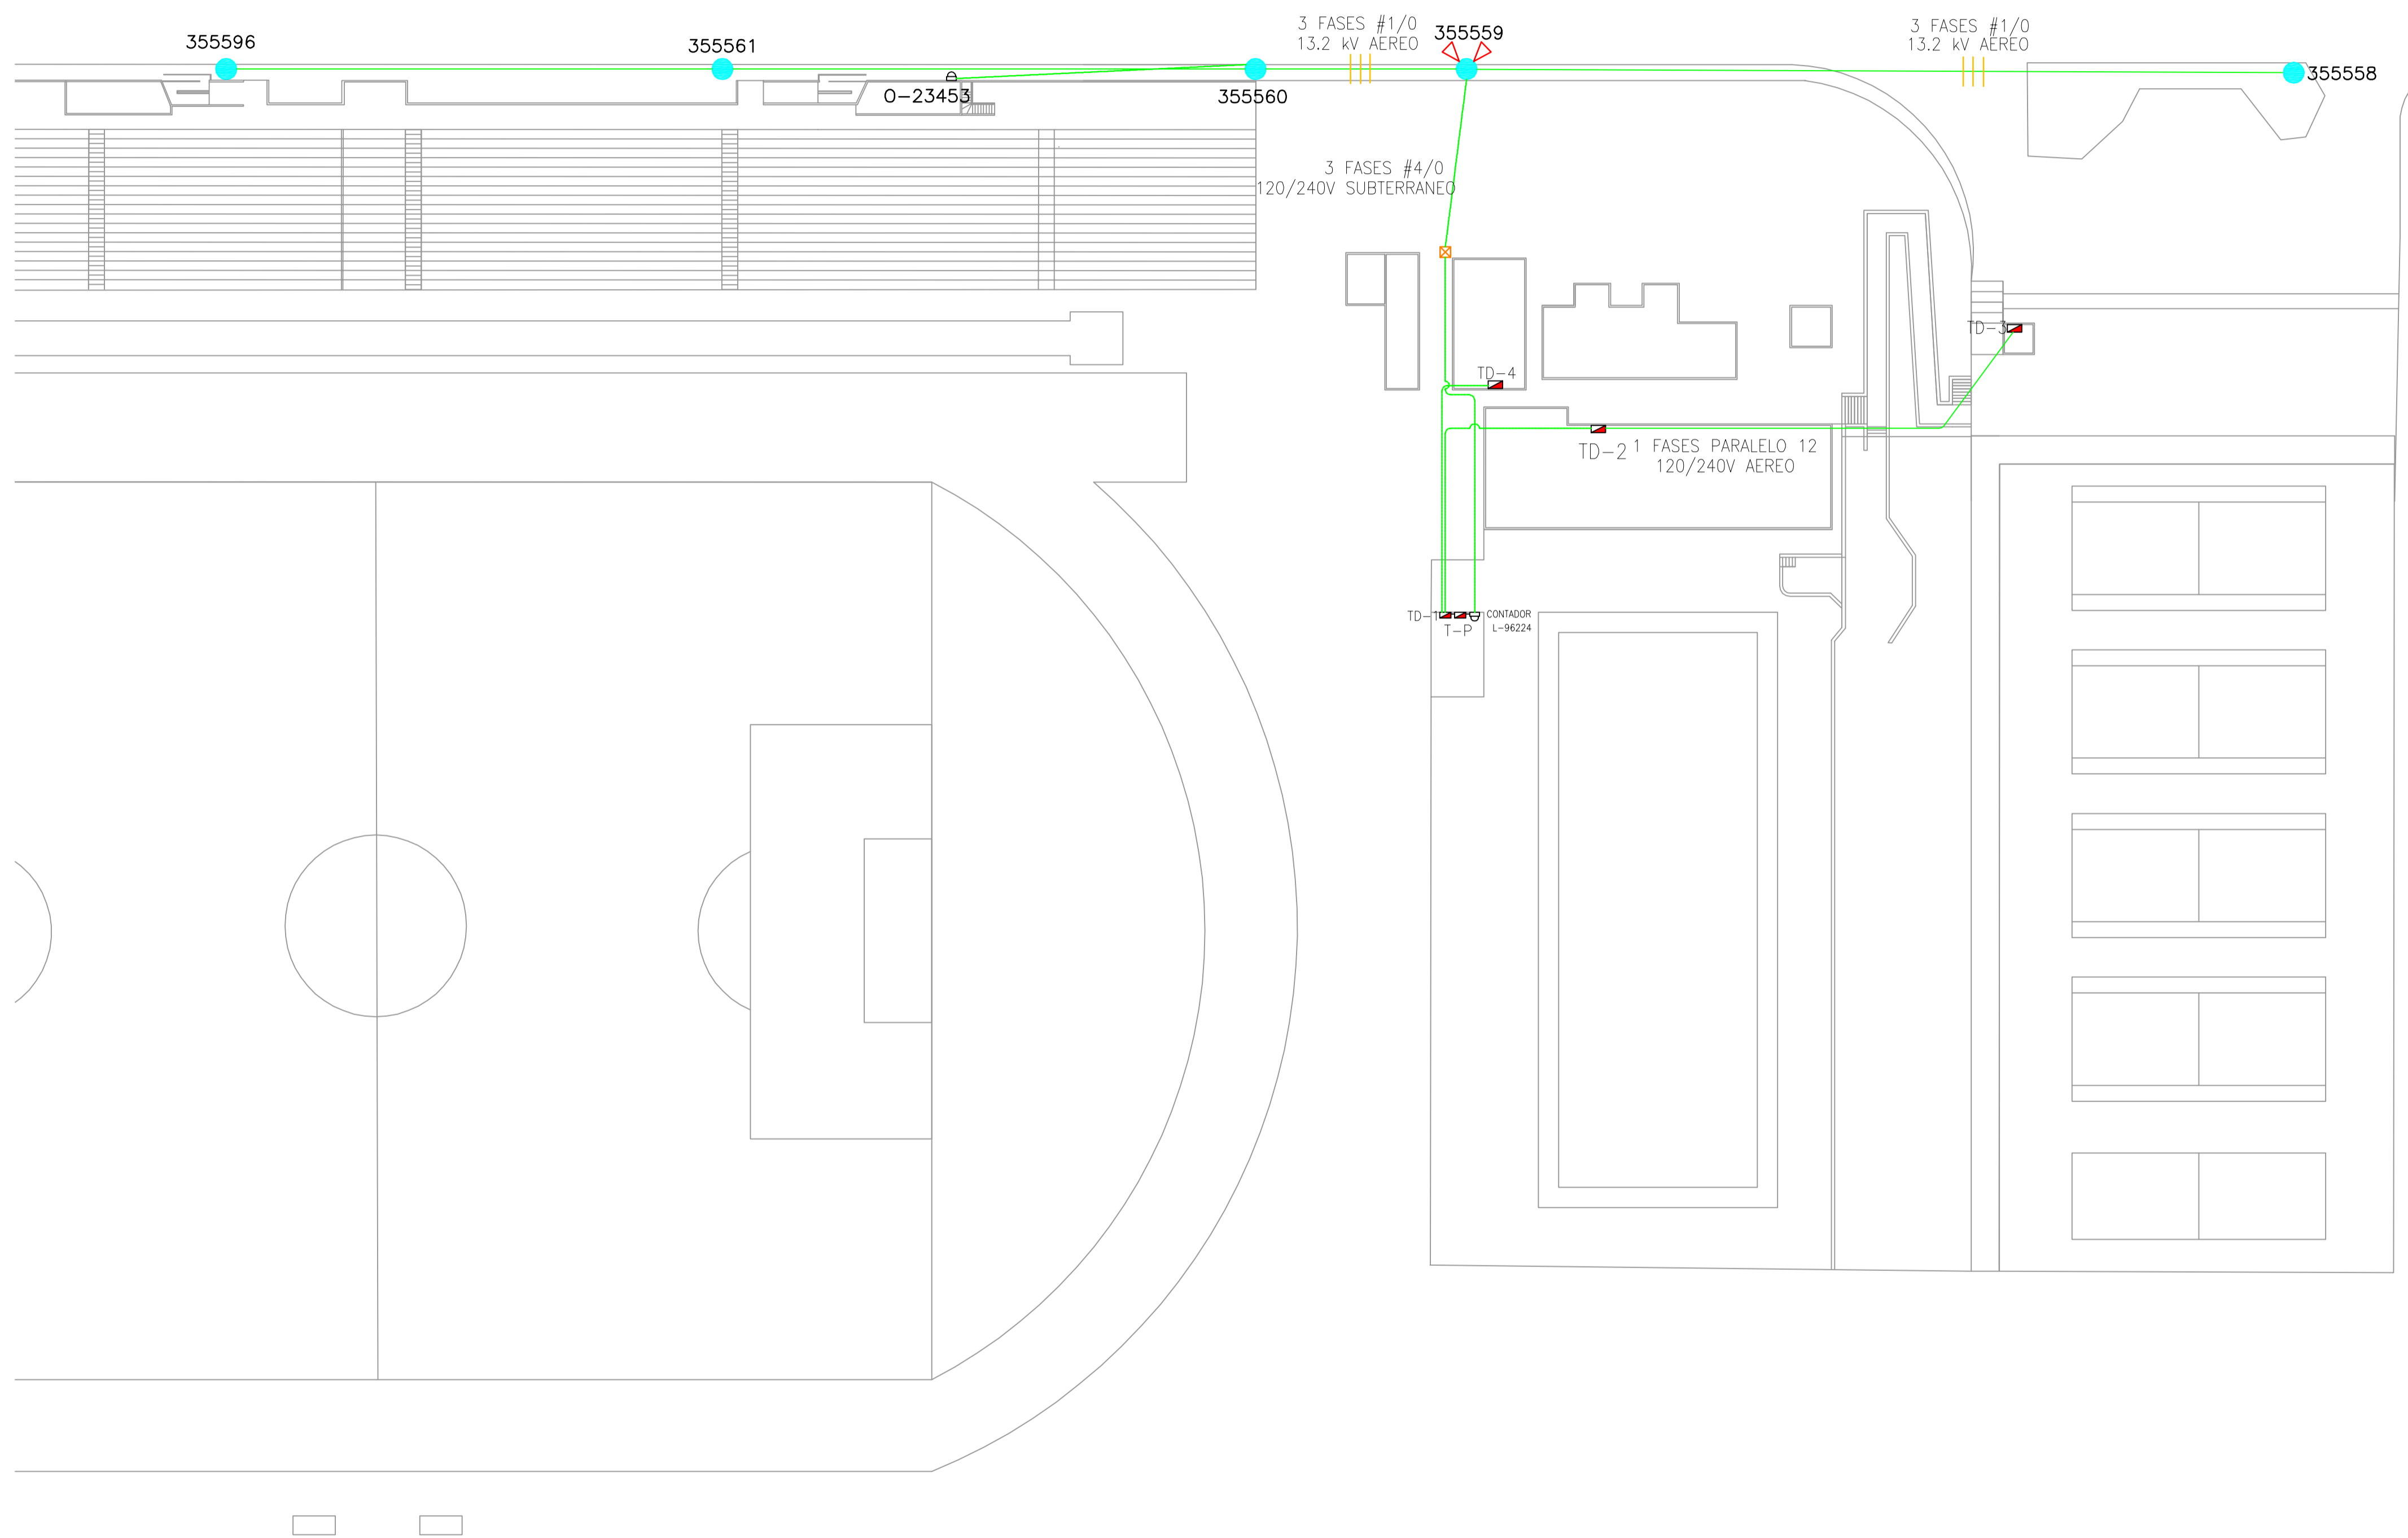 3 FASES #1/0
13.2 kV AEREO
355559
3 FASES #1/0
13.2 kV AEREO
355596
355561
355558
O-23453
355560
3 FASES #4/0
120/240V SUBTERRANEO
TD-3
TD-4
TD-2
1 FASES PARALELO 12
120/240V AEREO
TD-1
CONTADOR
L-96224
T-P